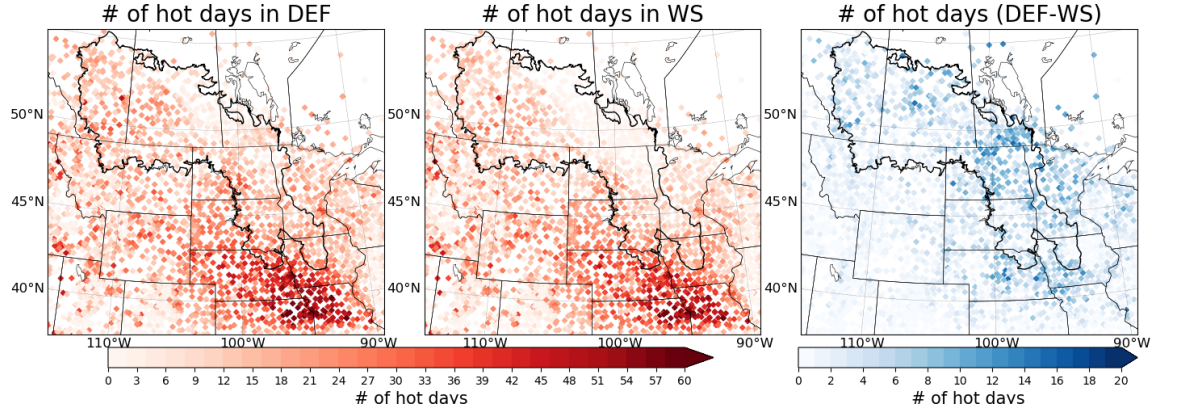 # of hot days in DEF
# of hot days in WS
# of hot days (DEF-WS)
50°N
45°N
40°N
110°W
100°W
90°W
50°N
45°N
40°N
110°W
100°W
90°W
50°N
45°N
40°N
110°W
100°W
90°W
0 3 6 9 12 15 18 21 24 27 30 33 36 39 42 45 48 51 54 57 60
# of hot days
0 2 4 6 8 10 12 14 16 18 20
# of hot days